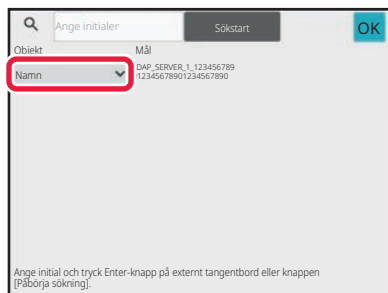 Ange initialer
Sökstart
OK
Objekt
Mål
Namn
DAP_SERVER_1_123456789
012345678901234567890
Ange initial och tryck Enter-knapp på externt tangentbord eller knappen
[Påbörja sökning].